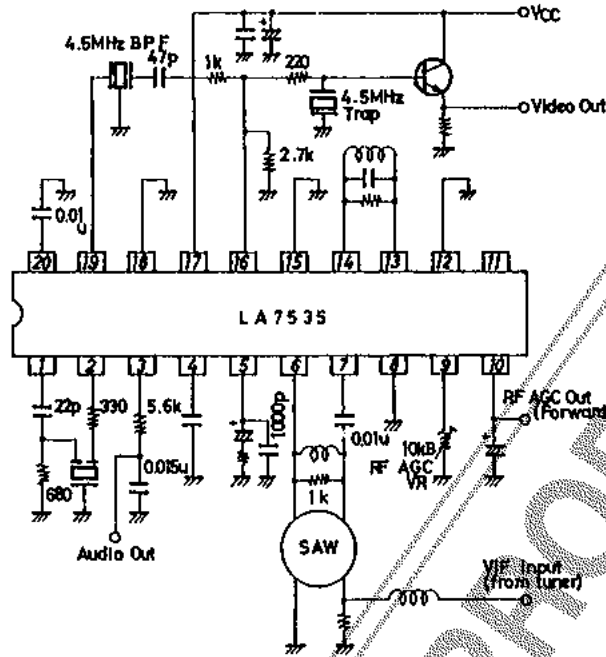 VCC
4.5MHz BPF
47p
1k
220
4.5MHz
Trap
Video Out
2.7k
0.01
u
20 19 18 17 16 15 14 13 12 11
LA7535
1 2 3 4 5 6 7 8 9 10
22p
330
5.6k
1000p
0.01u
10kB
RF AGC
VR
RF AGC Out
(Forward
680
0.015u
1k
Audio Out
SAW
VIF Input
(from tuner)
PROT